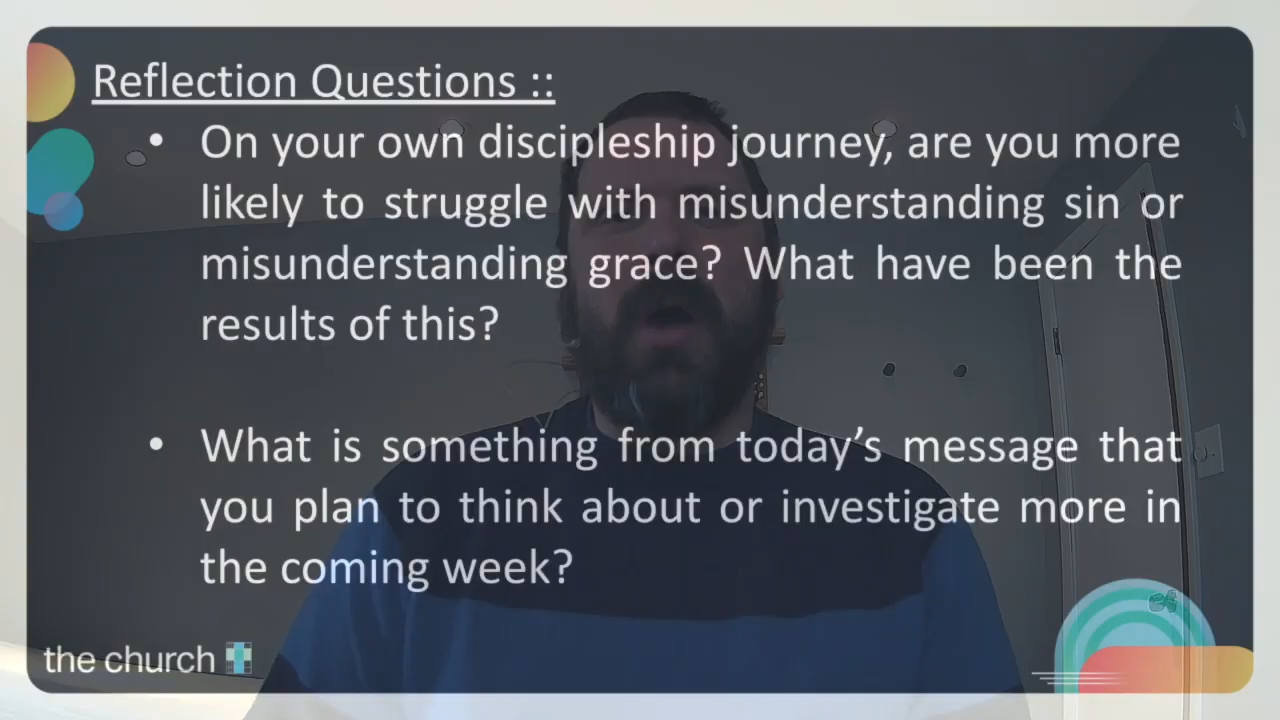 Reflection Questions ::
• On your own discipleship journey, are you more
likely to struggle with misunderstanding sin or
misunderstanding grace? What have been the
results of this?
• What is something from today’s message that
you plan to think about or investigate more in
the coming week?
the church